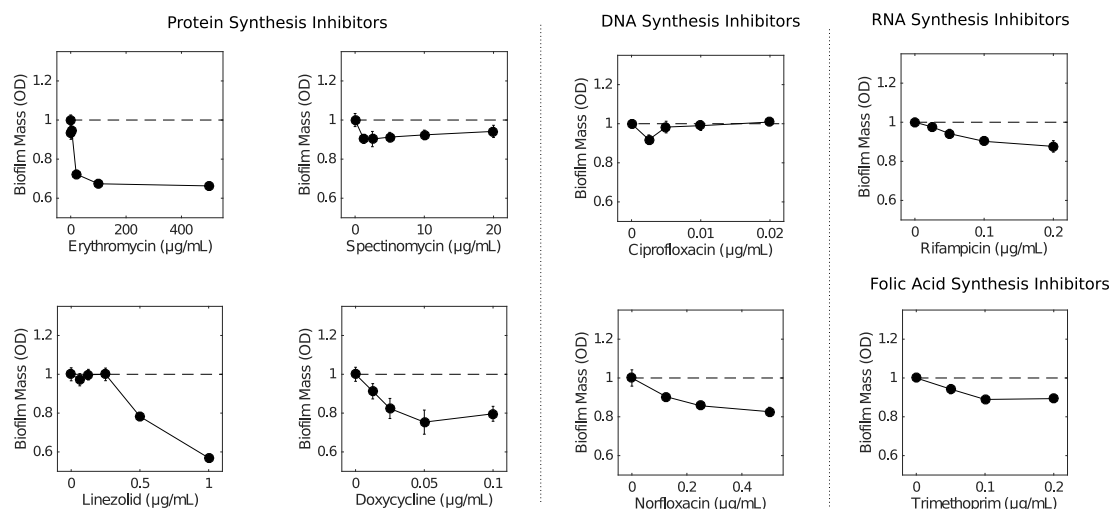 Protein Synthesis Inhibitors
DNA Synthesis Inhibitors
RNA Synthesis Inhibitors
Biofilm Mass (OD)
1.2
1
0.8
0.6
0
200
400
Erythromycin (µg/mL)
Biofilm Mass (OD)
1.2
1
0.8
0.6
0
10
20
Spectinomycin (µg/mL)
Biofilm Mass (OD)
1.2
1
0.8
0.6
0
0.01
0.02
Ciprofloxacin (µg/mL)
Biofilm Mass (OD)
1.2
1
0.8
0.6
0
0.1
0.2
Rifampicin (µg/mL)
Folic Acid Synthesis Inhibitors
Biofilm Mass (OD)
1.2
1
0.8
0.6
0
0.5
1
Linezolid (µg/mL)
Biofilm Mass (OD)
1.2
1
0.8
0.6
0
0.05
0.1
Doxycycline (µg/mL)
Biofilm Mass (OD)
1.2
1
0.8
0.6
0
0.2
0.4
Norfloxacin (µg/mL)
Biofilm Mass (OD)
1.2
1
0.8
0.6
0
0.1
0.2
Trimethoprim (µg/mL)